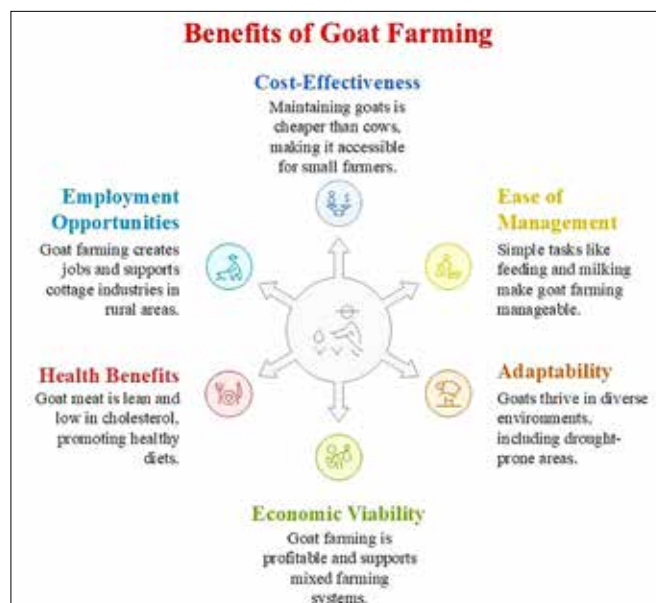 Benefits of Goat Farming
Cost-Effectiveness
Maintaining goats is
cheaper than cows,
making it accessible
for small farmers.
Employment
Opportunities
Goat farming creates
jobs and supports
cottage industries in
rural areas.
Ease of
Management
Simple tasks like
feeding and milking
make goat farming
manageable.
Health Benefits
Goat meat is lean and
low in cholesterol,
promoting healthy
diets.
Adaptability
Goats thrive in diverse
environments,
including drought-
prone areas.
Economic Viability
Goat farming is
profitable and supports
mixed farming
systems.